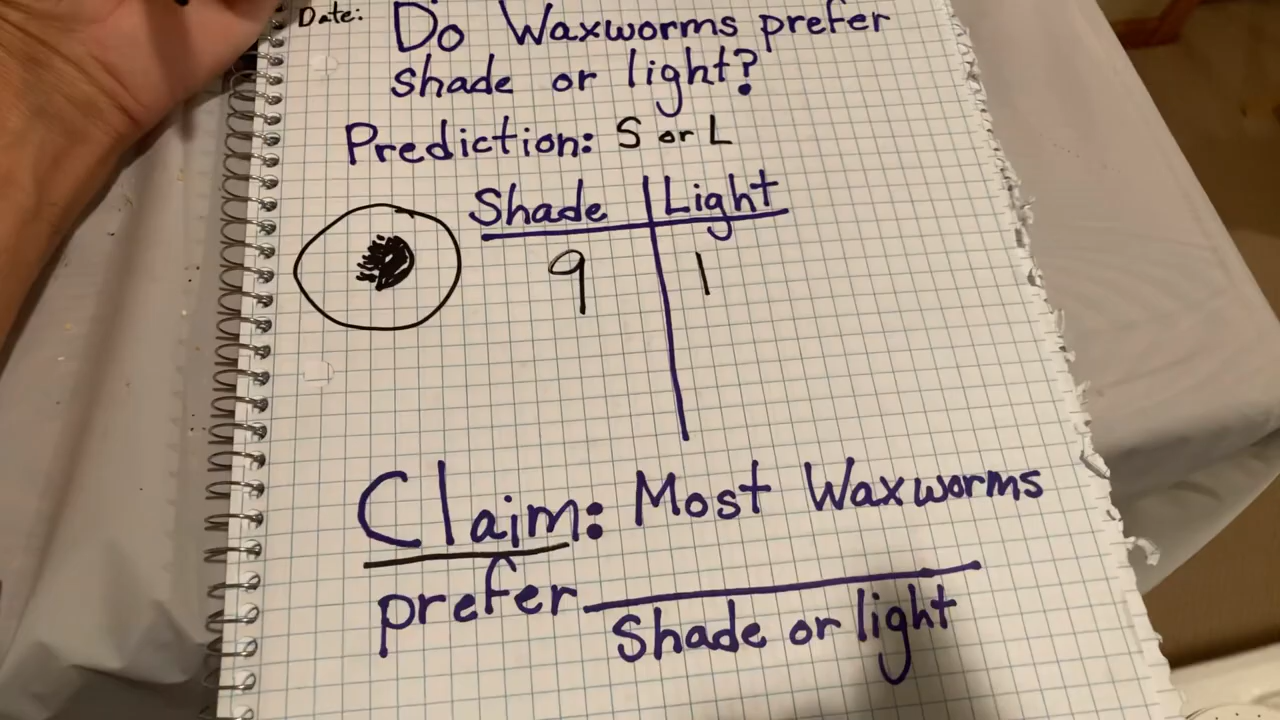 Date: Do Waxworms prefer
shade or light?
Prediction: S or L
Shade Light
9 1
Claim: Most Waxworms
prefer
Shade or light